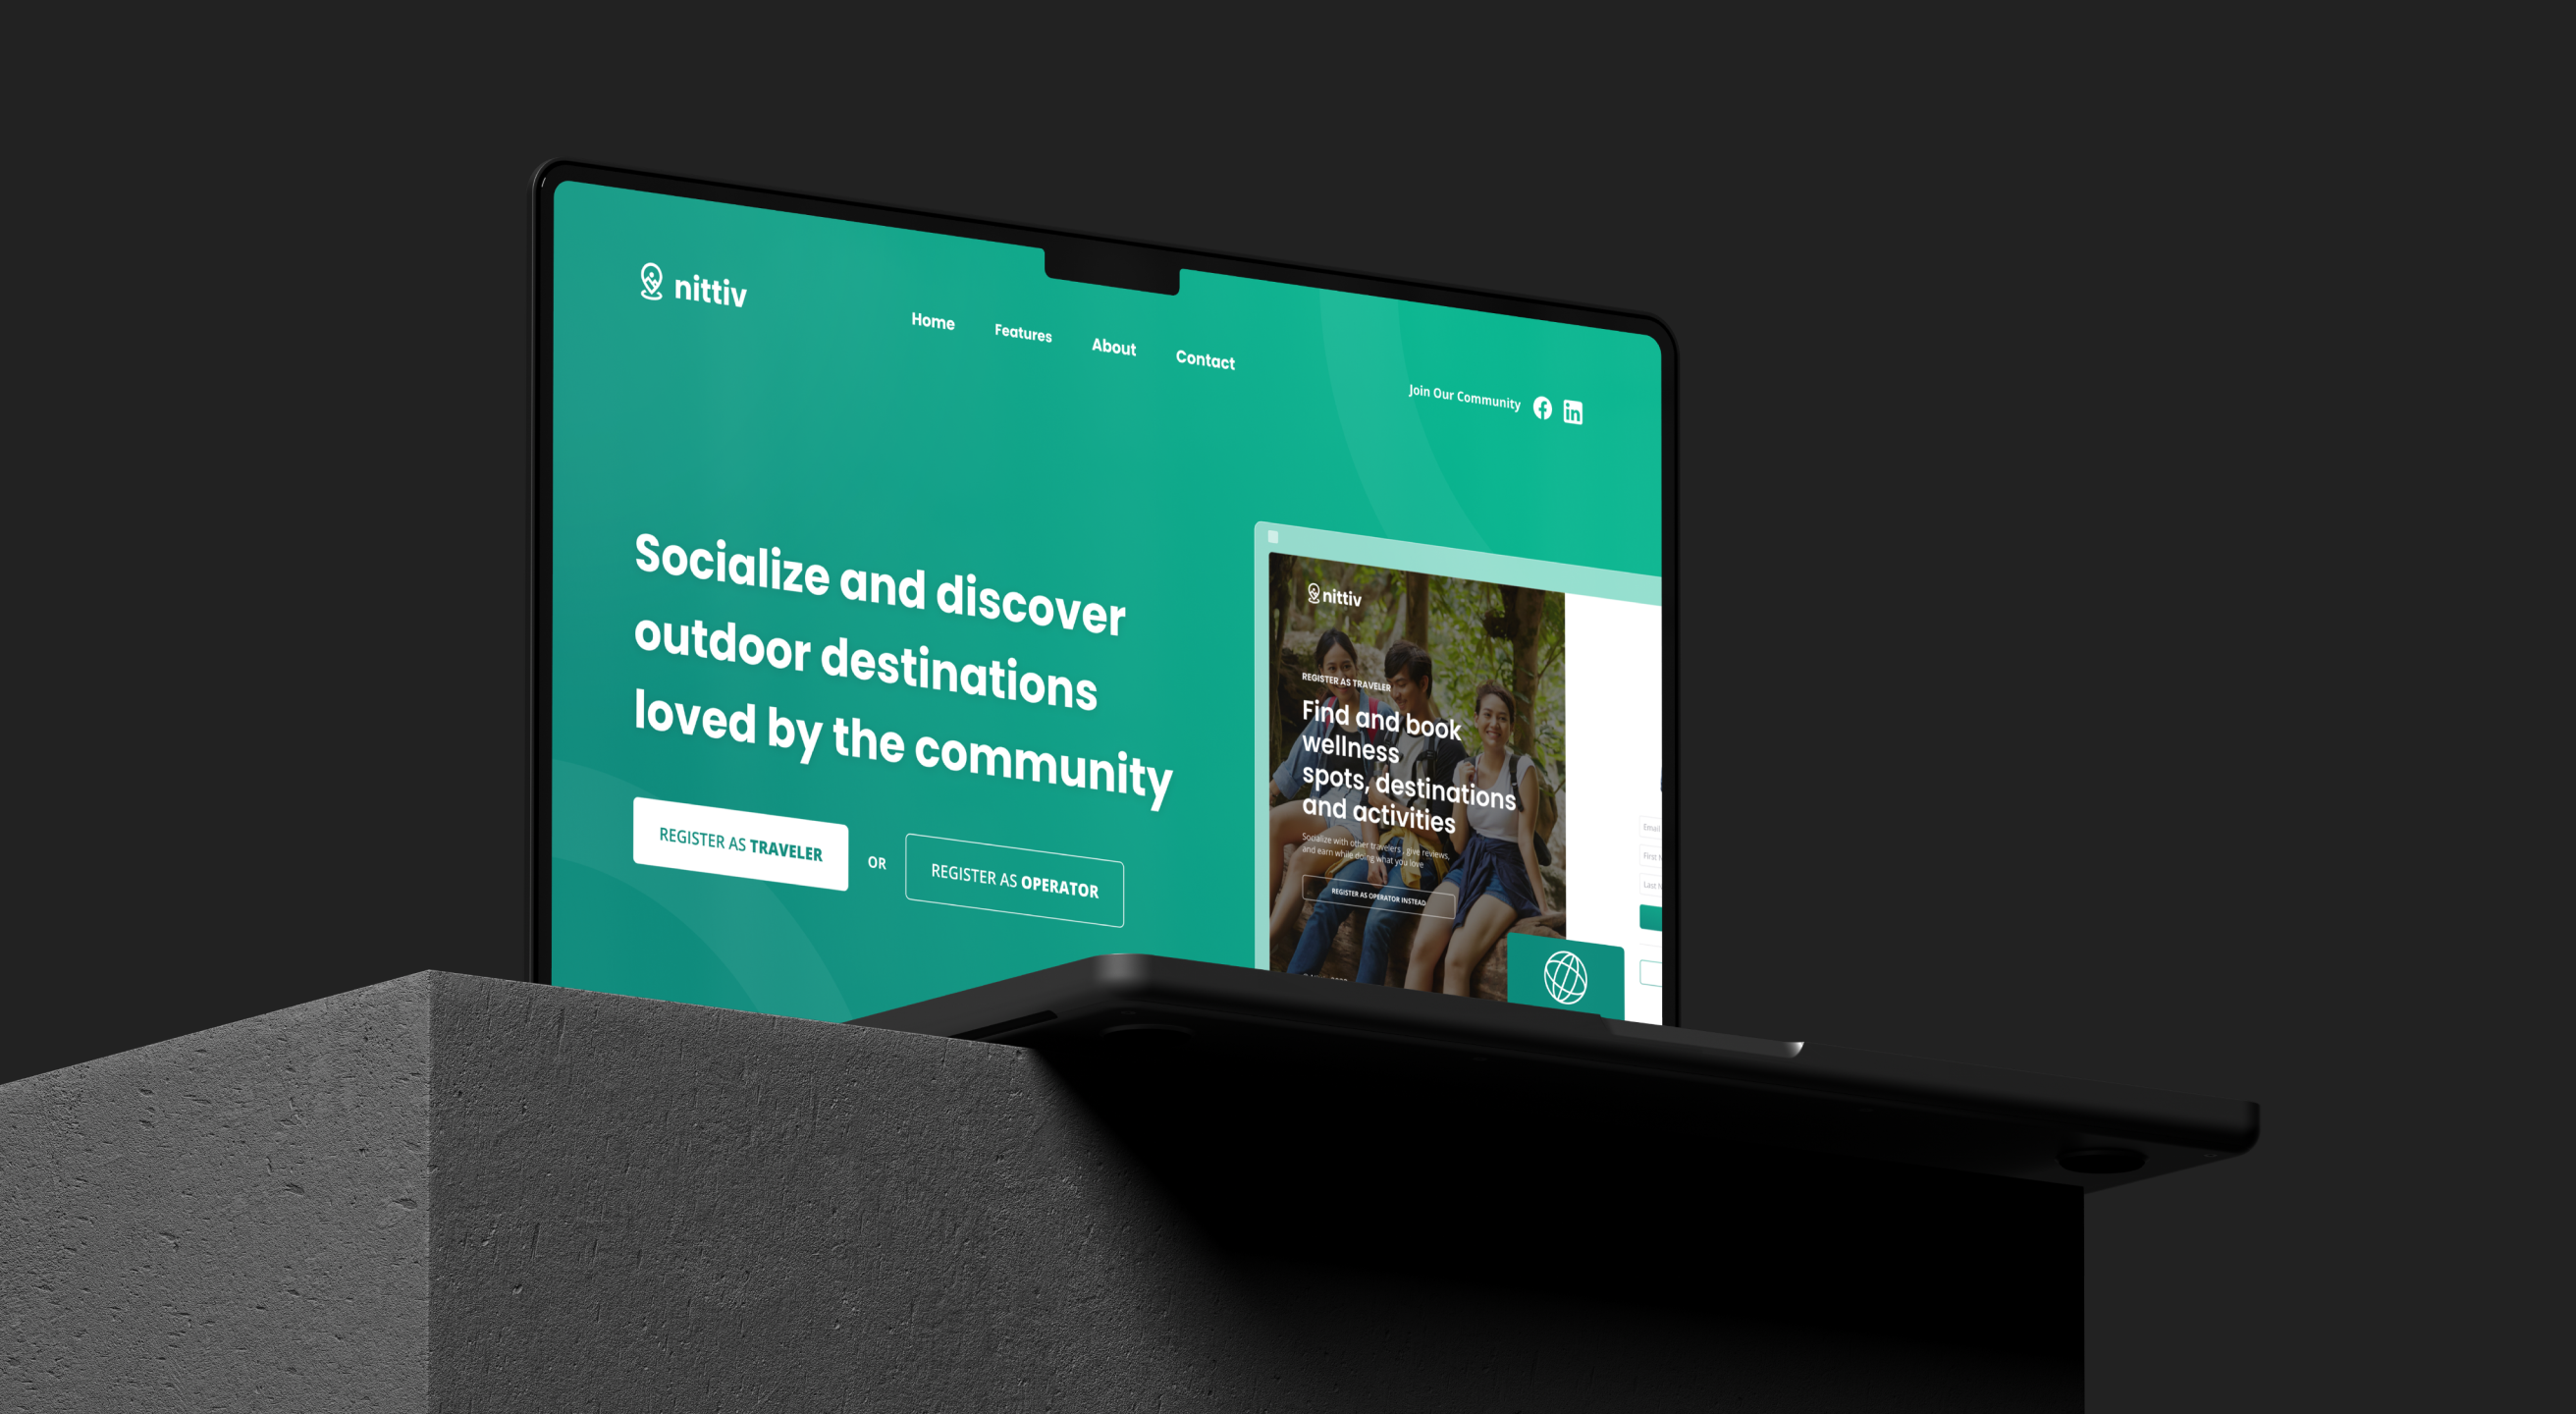 nittiv
Home Features About Contact
Join Our Community
Socialize and discover
outdoor destinations
loved by the community
REGISTER AS TRAVELER
OR
REGISTER AS OPERATOR
nittiv
REGISTER AS TRAVELER
Find and book
wellness
spots, destinations
and activities
Socialize with other travelers , give reviews,
and earn while doing what you love
REGISTER AS OPERATOR INSTEAD
Email
First N
Last N